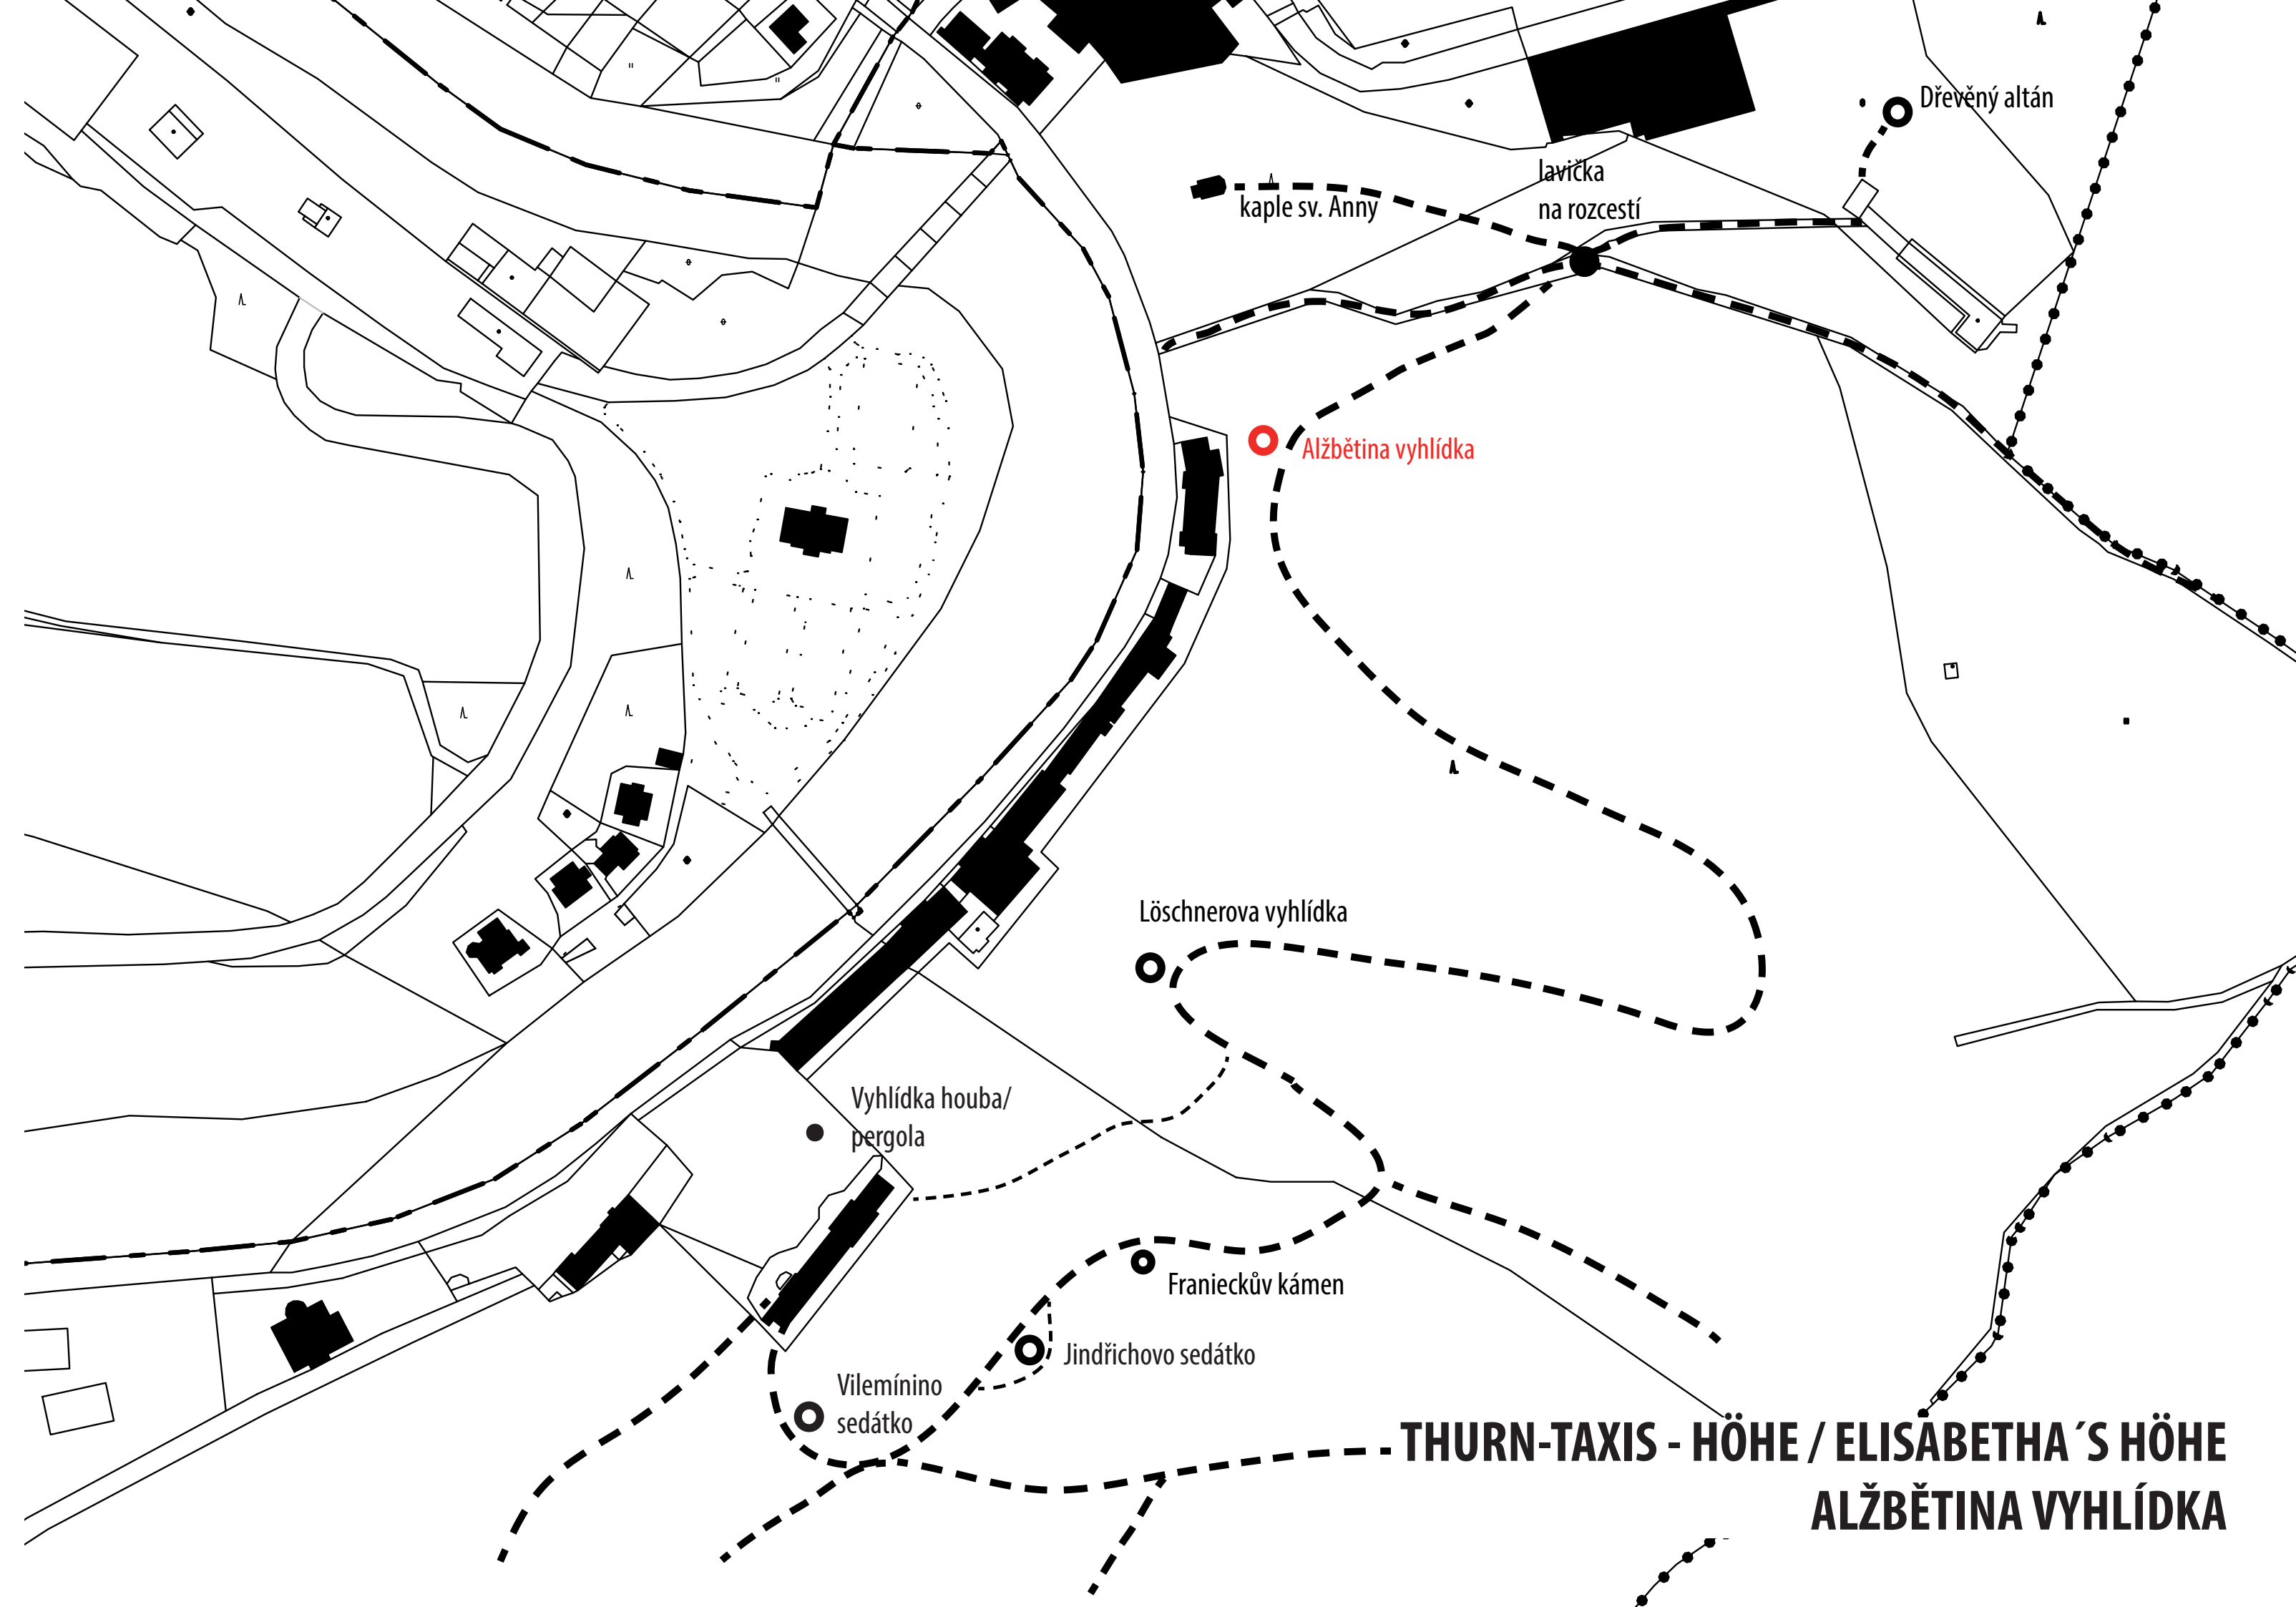 Dřevěný altán
lavička
na rozcestí
kaple sv. Anny
Alžbětina vyhlídka
Löschnerova vyhlídka
Vyhlídka houba/
pergola
Franieckův kámen
Jindřichovo sedátko
Vilemínino
sedátko
THURN-TAXIS - HÖHE / ELISABETHA´S HÖHE
ALŽBĚTINA VYHLÍDKA